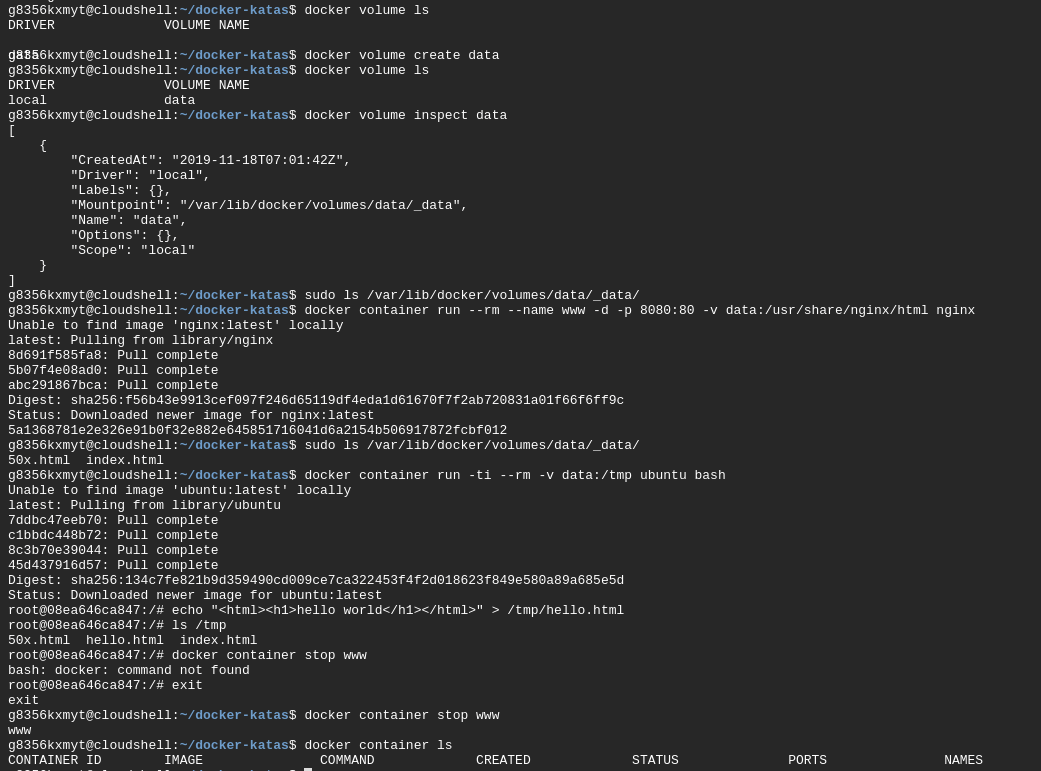 g8356kxmyt@cloudshell:~/docker-katas$ docker volume ls
DRIVER              VOLUME NAME
g8356kxmyt@cloudshell:~/docker-katas$ docker volume create data
g8356kxmyt@cloudshell:~/docker-katas$ docker volume ls
DRIVER              VOLUME NAME
local               data
g8356kxmyt@cloudshell:~/docker-katas$ docker volume inspect data
[
    {
        "CreatedAt": "2019-11-18T07:01:42Z",
        "Driver": "local",
        "Labels": {},
        "Mountpoint": "/var/lib/docker/volumes/data/_data",
        "Name": "data",
        "Options": {},
        "Scope": "local"
    }
]
g8356kxmyt@cloudshell:~/docker-katas$ sudo ls /var/lib/docker/volumes/data/_data/
g8356kxmyt@cloudshell:~/docker-katas$ docker container run --rm --name www -d -p 8080:80 -v data:/usr/share/nginx/html nginx
Unable to find image 'nginx:latest' locally
latest: Pulling from library/nginx
8d691f585fa8: Pull complete
5b07f4e08ad0: Pull complete
abc291867bca: Pull complete
Digest: sha256:f56b43e9913cef097f246d65119df4eda1d61670f7f2ab720831a01f66f6ff9c
Status: Downloaded newer image for nginx:latest
5a1368781e2e326e91b0f32e882e645851716041d6a2154b506917872fcbf012
g8356kxmyt@cloudshell:~/docker-katas$ sudo ls /var/lib/docker/volumes/data/_data/
50x.html  index.html
g8356kxmyt@cloudshell:~/docker-katas$ docker container run -ti --rm -v data:/tmp ubuntu bash
Unable to find image 'ubuntu:latest' locally
latest: Pulling from library/ubuntu
7ddbc47eeb70: Pull complete
c1bbdc448b72: Pull complete
8c3b70e39044: Pull complete
45d437916d57: Pull complete
Digest: sha256:134c7fe821b9d359490cd009ce7ca322453f4f2d018623f849e580a89a685e5d
Status: Downloaded newer image for ubuntu:latest
root@08ea646ca847:/# echo "<html><h1>hello world</h1></html>" > /tmp/hello.html
root@08ea646ca847:/# ls /tmp
50x.html  hello.html  index.html
root@08ea646ca847:/# docker container stop www
bash: docker: command not found
root@08ea646ca847:/# exit
exit
g8356kxmyt@cloudshell:~/docker-katas$ docker container stop www
www
g8356kxmyt@cloudshell:~/docker-katas$ docker container ls
CONTAINER ID        IMAGE               COMMAND             CREATED             STATUS              PORTS               NAMES